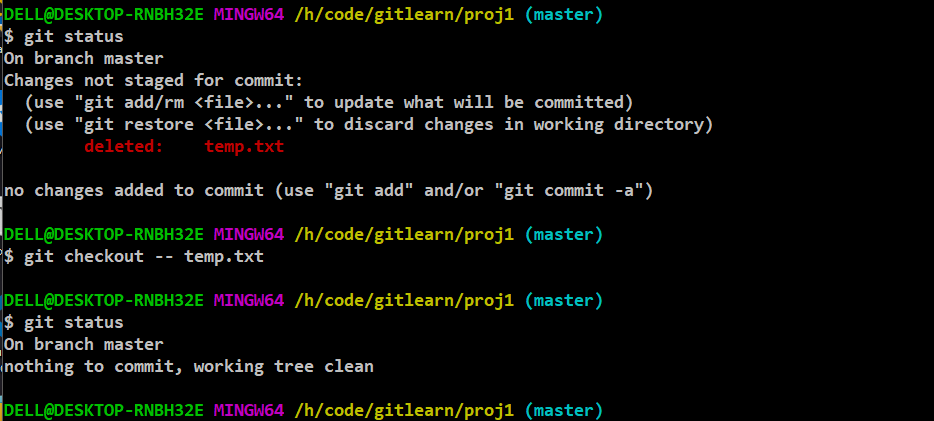 DELL@DESKTOP-RNBH32E MINGW64 /h/code/gitlearn/proj1 (master)
$ git status
On branch master
Changes not staged for commit:
  (use "git add/rm <file>..." to update what will be committed)
  (use "git restore <file>..." to discard changes in working directory)
        deleted:    temp.txt

no changes added to commit (use "git add" and/or "git commit -a")

DELL@DESKTOP-RNBH32E MINGW64 /h/code/gitlearn/proj1 (master)
$ git checkout -- temp.txt

DELL@DESKTOP-RNBH32E MINGW64 /h/code/gitlearn/proj1 (master)
$ git status
On branch master
nothing to commit, working tree clean

DELL@DESKTOP-RNBH32E MINGW64 /h/code/gitlearn/proj1 (master)